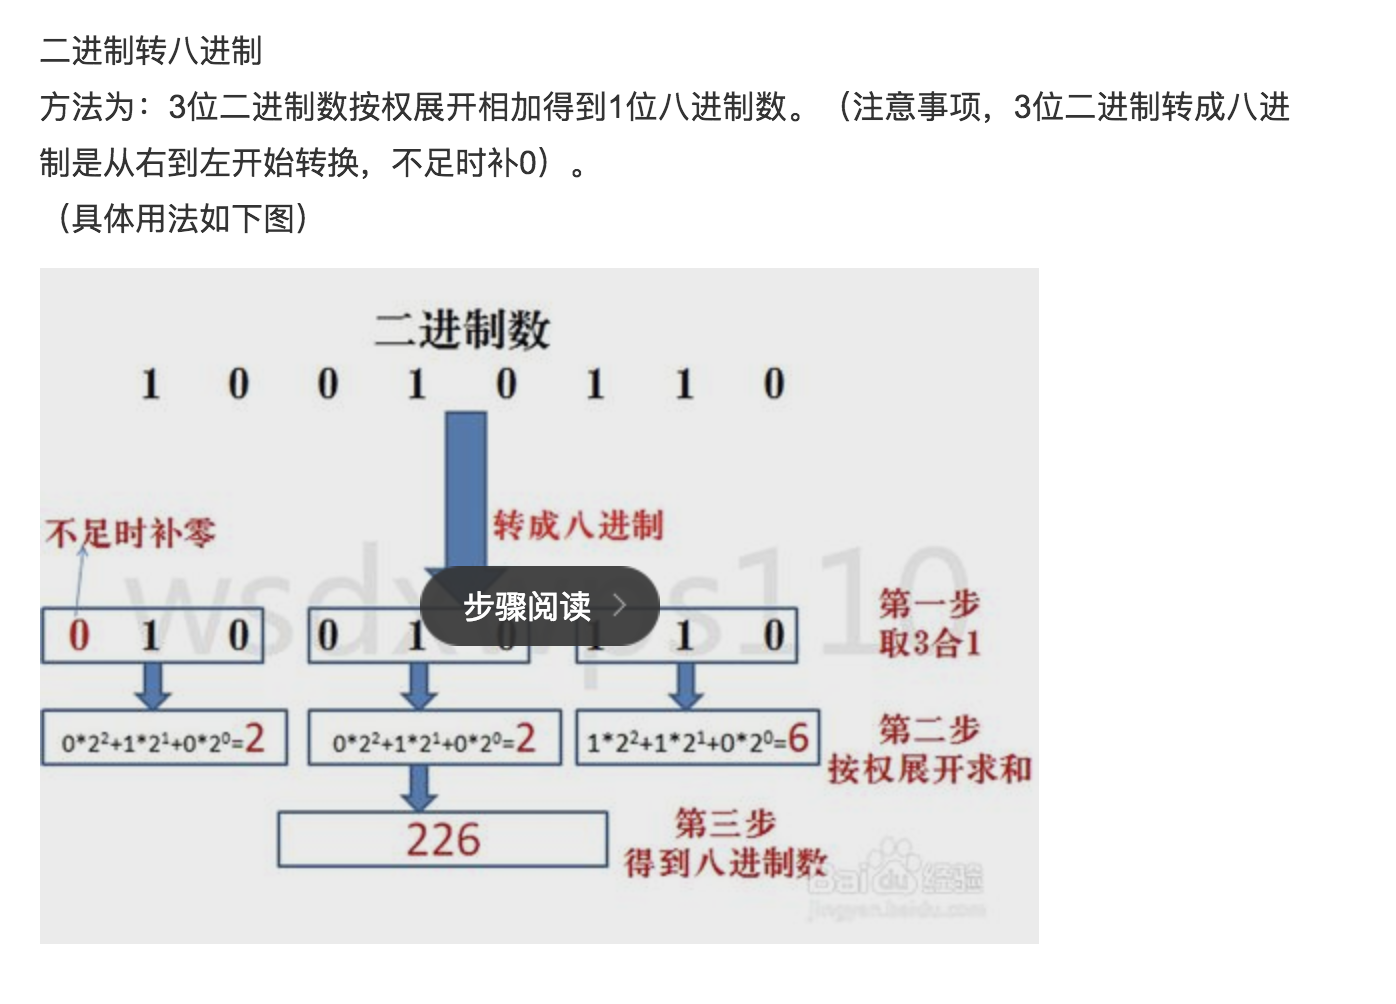 二进制转八进制
方法为：3位二进制数按权展开相加得到1位八进制数。（注意事项，3位二进制转成八进
制是从右到左开始转换，不足时补0）。
（具体用法如下图）
二进制数
1 0 0 1 0 1 1 0
不足时补零
转成八进制
步骤阅读
0 1 0 0 1 0 1 1 0
第一步
取3合1
0*2²+1*2¹+0*2⁰=2 0*2²+1*2¹+0*2⁰=2 1*2²+1*2¹+0*2⁰=6
第二步
按权展开求和
226
第三步
得到八进制数
Baidu经验
jingyan.baidu.com